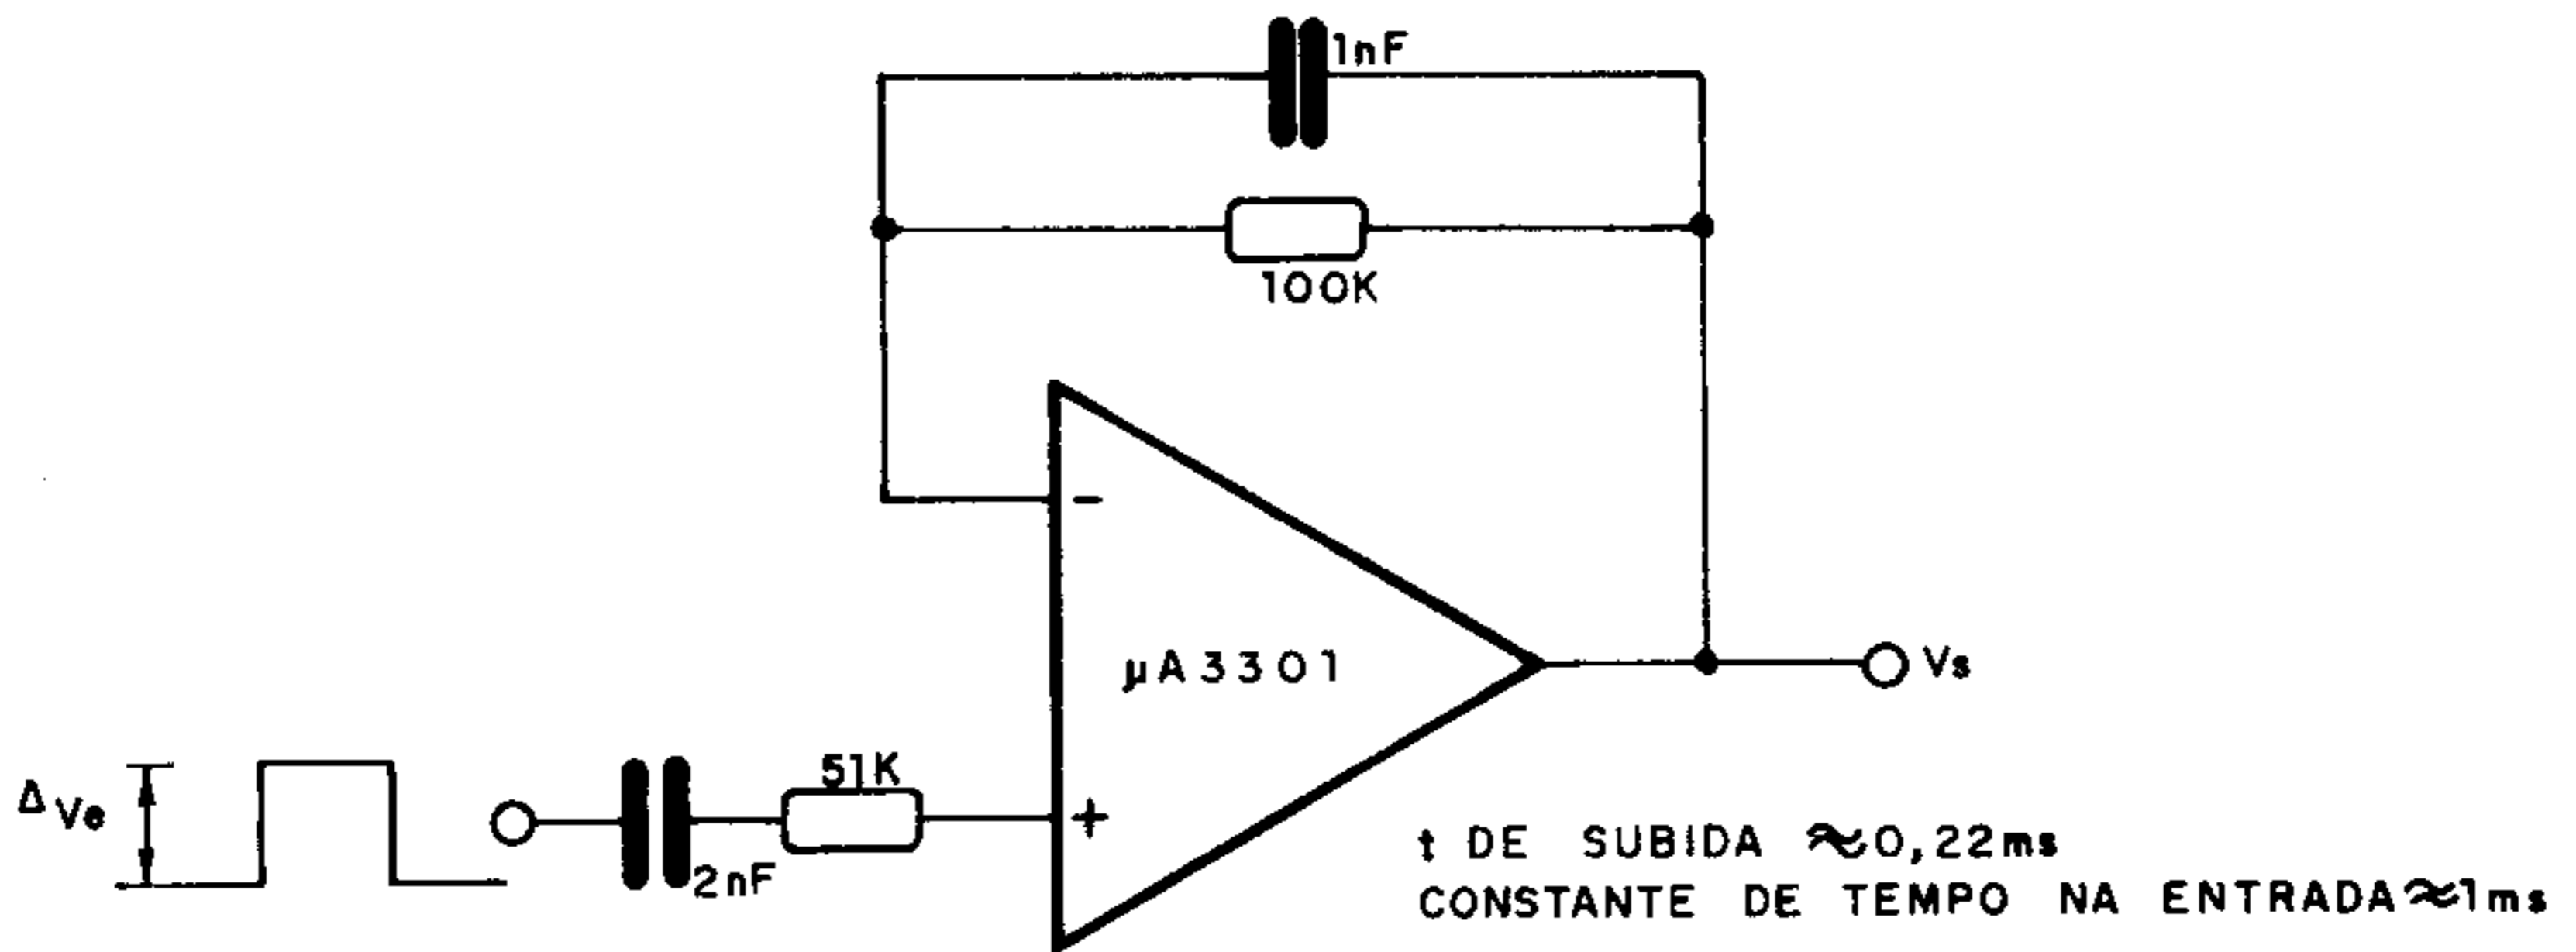 1nF
100K
-
μA3301
Vs
ΔVe
51K
+
2nF
t DE SUBIDA ≈0,22ms
CONSTANTE DE TEMPO NA ENTRADA≈1ms